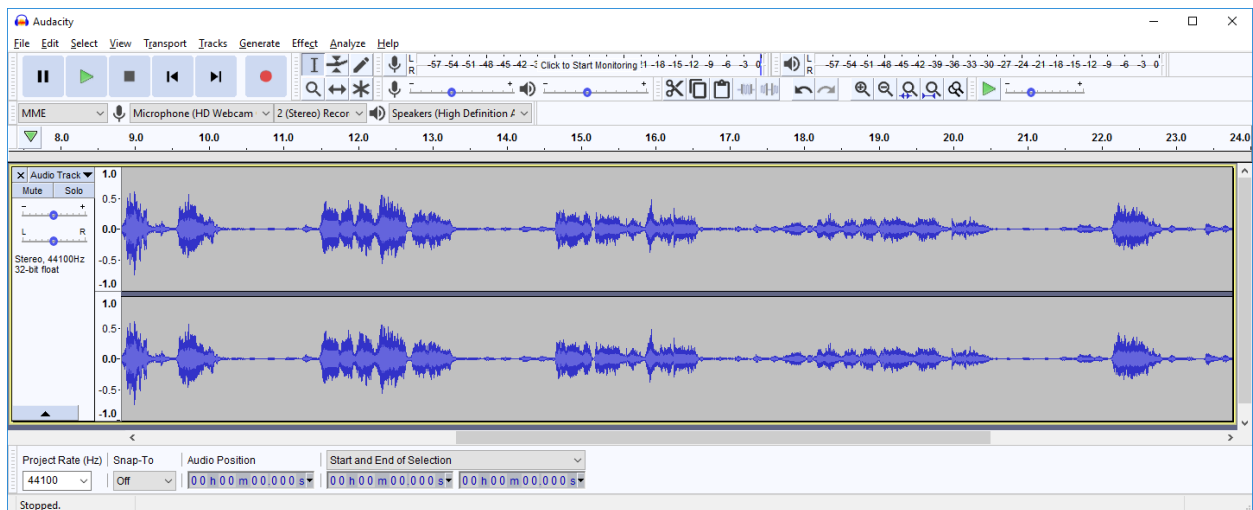 Audacity
File Edit Select View Transport Tracks Generate Effect Analyze Help
L R -57 -54 -51 -48 -45 -42 -3 Click to Start Monitoring !1 -18 -15 -12 -9 -6 -3 0
L R -57 -54 -51 -48 -45 -42 -39 -36 -33 -30 -27 -24 -21 -18 -15 -12 -9 -6 -3 0
- + - + - +
MME Microphone (HD Webcam 2 (Stereo) Recor Speakers (High Definition A
8.0 9.0 10.0 11.0 12.0 13.0 14.0 15.0 16.0 17.0 18.0 19.0 20.0 21.0 22.0 23.0 24.0
Audio Track 1.0
Mute Solo
- + 0.5
L R 0.0
Stereo, 44100Hz -0.5
32-bit float
-1.0
1.0
0.5
0.0
-0.5
-1.0
Project Rate (Hz) Snap-To Audio Position Start and End of Selection
44100 Off 00 h 00 m 00.000 s 00 h 00 m 00.000 s 00 h 00 m 00.000 s
Stopped.